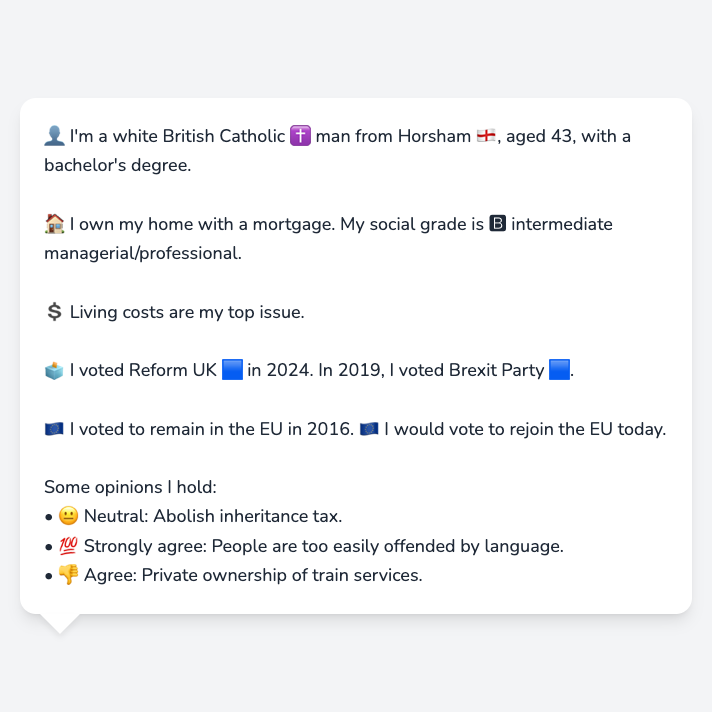 👤 I'm a white British Catholic ✝️ man from Horsham 🏴󠁧󠁢󠁥󠁮󠁧󠁿, aged 43, with a
bachelor's degree.
🏠 I own my home with a mortgage. My social grade is 🅱 intermediate
managerial/professional.
💲 Living costs are my top issue.
🗳️ I voted Reform UK 🟦 in 2024. In 2019, I voted Brexit Party 🟦.
🇪🇺 I voted to remain in the EU in 2016. 🇪🇺 I would vote to rejoin the EU today.
Some opinions I hold:
• 😐 Neutral: Abolish inheritance tax.
• 💯 Strongly agree: People are too easily offended by language.
• 👎 Agree: Private ownership of train services.